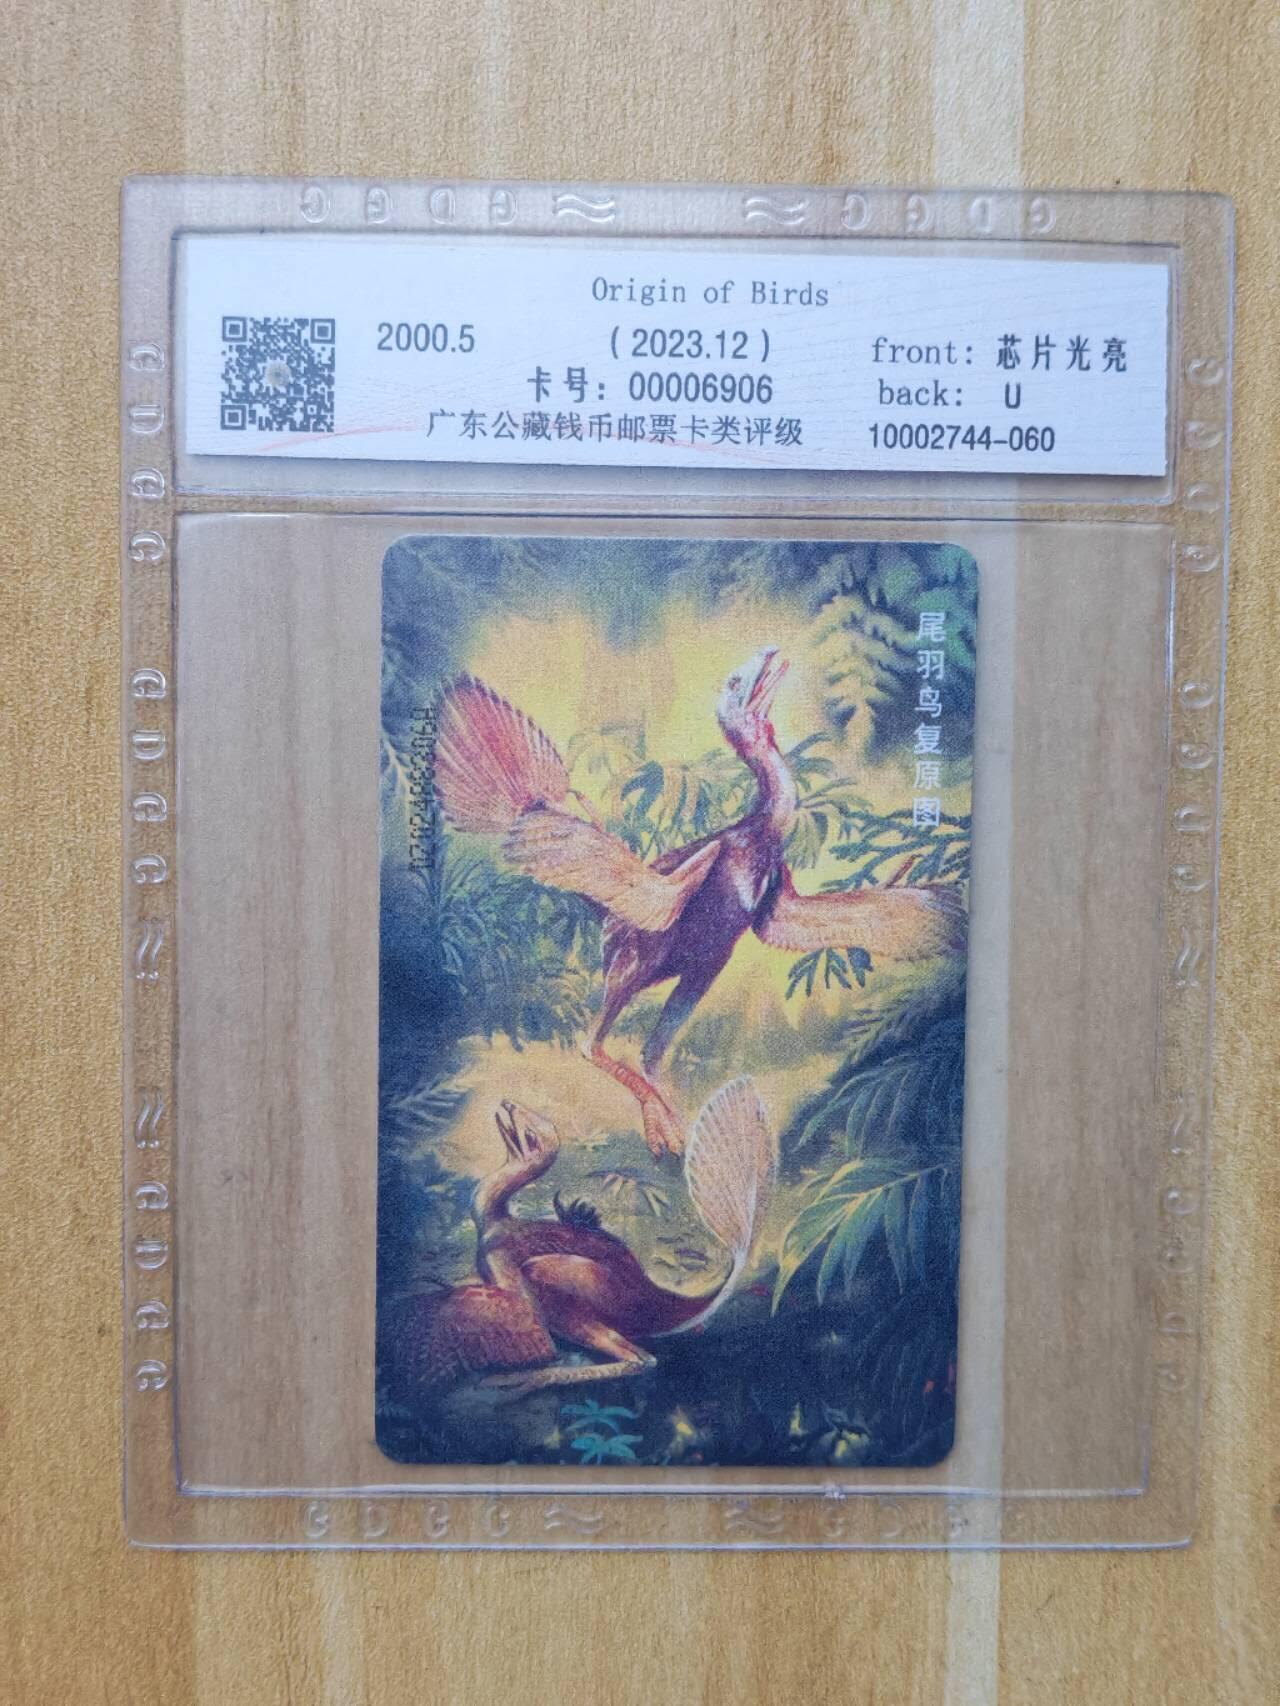 Origin of Birds
2000.5
(2023.12)
front: 芯片光亮
卡号: 00006906
back: U
广东公藏钱币邮票卡类评级
10002744-060
尾羽鸟复原图
GDGC